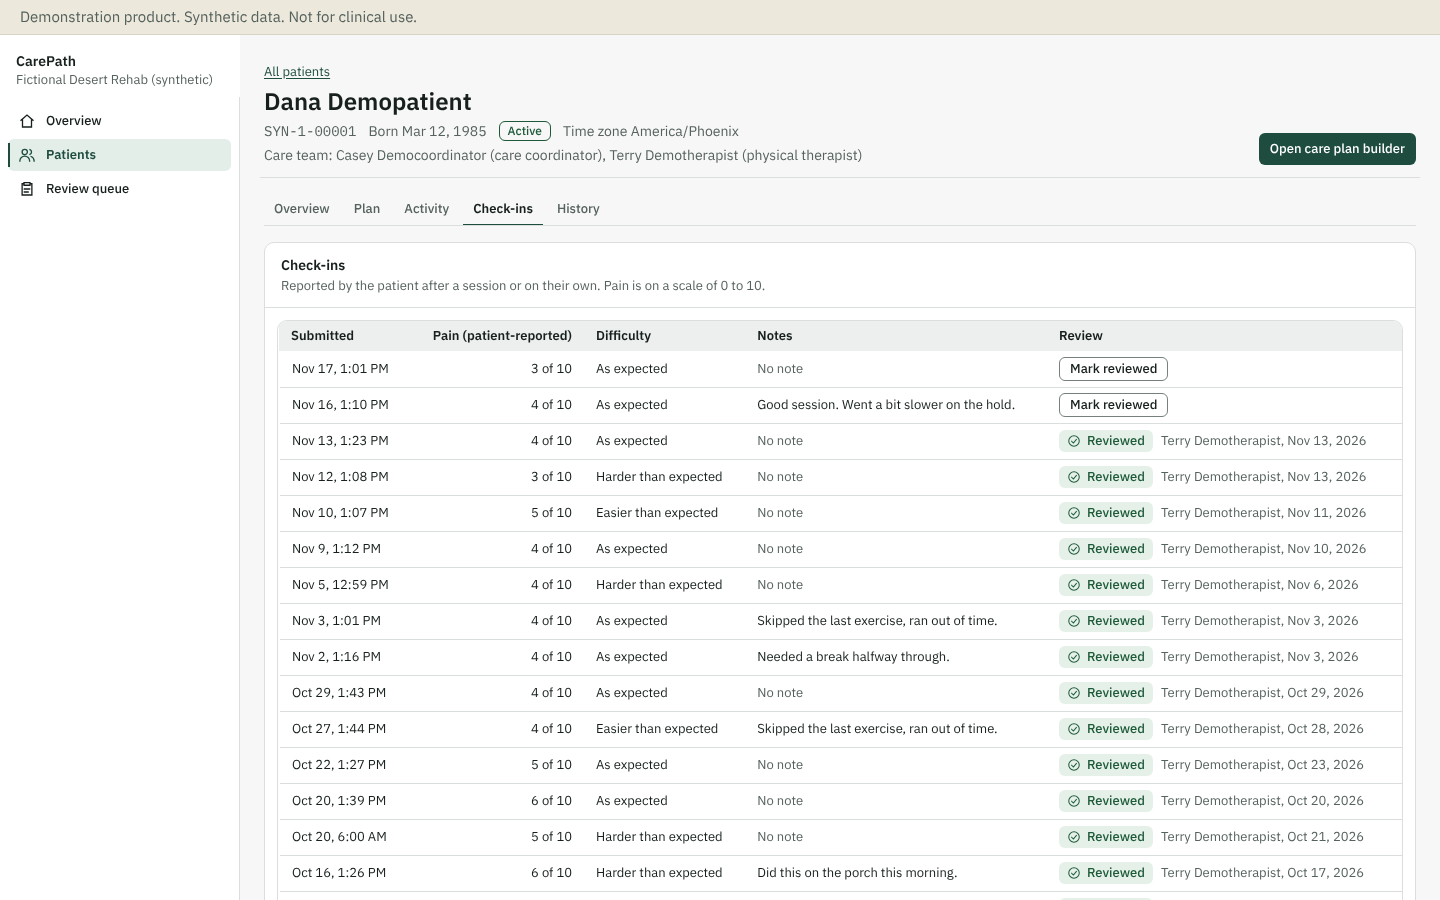 Demonstration product. Synthetic data. Not for clinical use.
CarePath
Fictional Desert Rehab (synthetic)
Overview
Patients
Review queue
All patients
Dana Demopatient
SYN-1-00001 Born Mar 12, 1985 Active Time zone America/Phoenix
Care team: Casey Democoordinator (care coordinator), Terry Demotherapist (physical therapist)
Open care plan builder
Overview Plan Activity Check-ins History
Check-ins
Reported by the patient after a session or on their own. Pain is on a scale of 0 to 10.
Submitted Pain (patient-reported) Difficulty Notes Review
Nov 17, 1:01 PM 3 of 10 As expected No note Mark reviewed
Nov 16, 1:10 PM 4 of 10 As expected Good session. Went a bit slower on the hold. Mark reviewed
Nov 13, 1:23 PM 4 of 10 As expected No note Reviewed Terry Demotherapist, Nov 13, 2026
Nov 12, 1:08 PM 3 of 10 Harder than expected No note Reviewed Terry Demotherapist, Nov 13, 2026
Nov 10, 1:07 PM 5 of 10 Easier than expected No note Reviewed Terry Demotherapist, Nov 11, 2026
Nov 9, 1:12 PM 4 of 10 As expected No note Reviewed Terry Demotherapist, Nov 10, 2026
Nov 5, 12:59 PM 4 of 10 Harder than expected No note Reviewed Terry Demotherapist, Nov 6, 2026
Nov 3, 1:01 PM 4 of 10 As expected Skipped the last exercise, ran out of time. Reviewed Terry Demotherapist, Nov 3, 2026
Nov 2, 1:16 PM 4 of 10 As expected Needed a break halfway through. Reviewed Terry Demotherapist, Nov 3, 2026
Oct 29, 1:43 PM 4 of 10 As expected No note Reviewed Terry Demotherapist, Oct 29, 2026
Oct 27, 1:44 PM 4 of 10 Easier than expected Skipped the last exercise, ran out of time. Reviewed Terry Demotherapist, Oct 28, 2026
Oct 22, 1:27 PM 5 of 10 As expected No note Reviewed Terry Demotherapist, Oct 23, 2026
Oct 20, 1:39 PM 6 of 10 As expected No note Reviewed Terry Demotherapist, Oct 20, 2026
Oct 20, 6:00 AM 5 of 10 Harder than expected No note Reviewed Terry Demotherapist, Oct 21, 2026
Oct 16, 1:26 PM 6 of 10 Harder than expected Did this on the porch this morning. Reviewed Terry Demotherapist, Oct 17, 2026